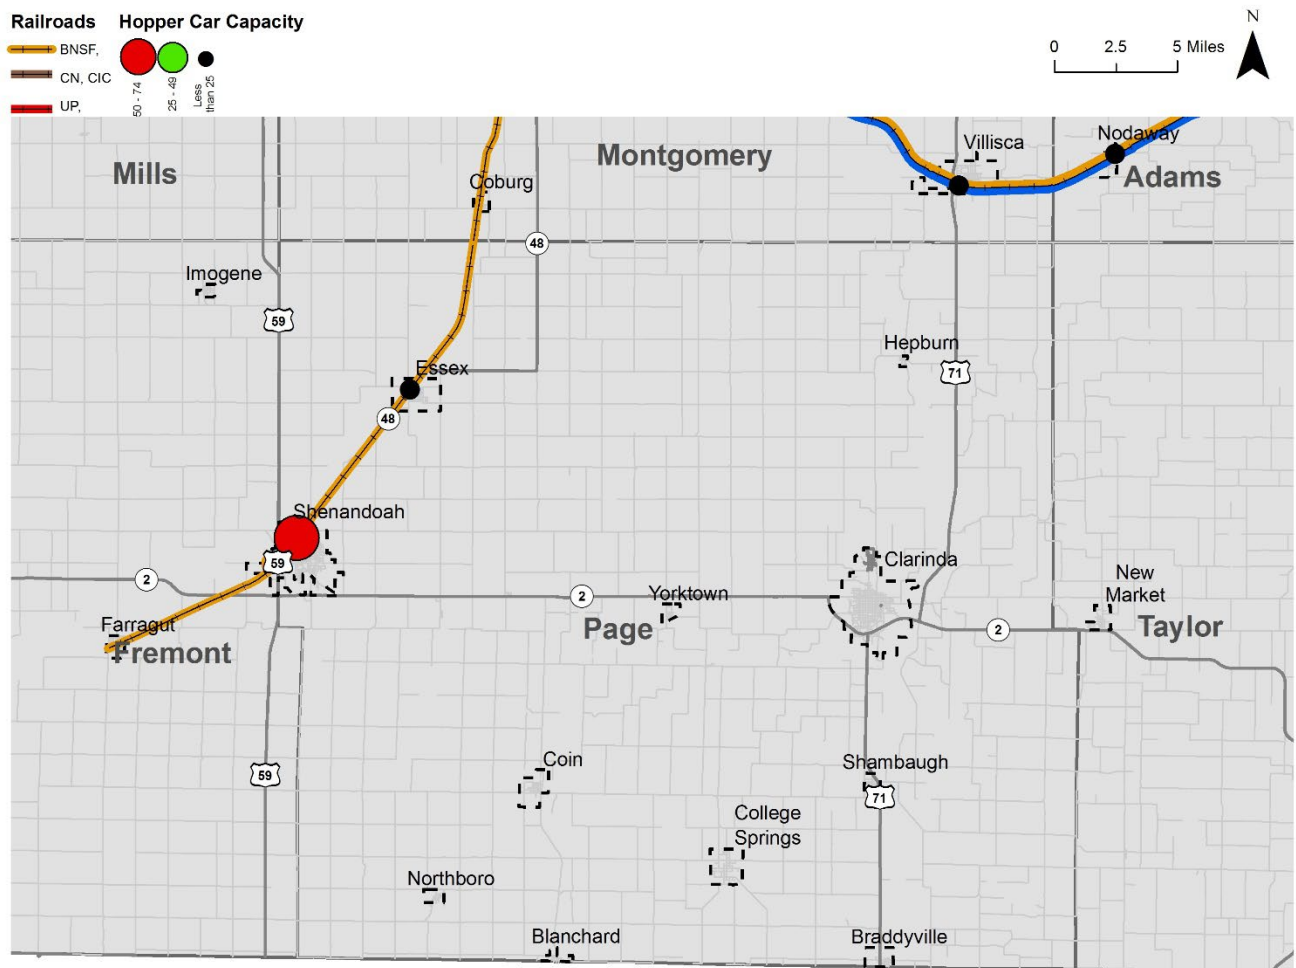 Railroads
Hopper Car Capacity
BNSF,
CN, CIC
UP,
50 - 74
25 - 49
Less
than 25
N
0 2.5 5 Miles
Mills
Montgomery
Villisca
Nodaway
Adams
Coburg
48
Imogene
59
Hepburn
71
Essex
48
Shenandoah
59
2
Clarinda
Yorktown
2
New
Market
Farragut
Fremont
Page
2
Taylor
Coin
59
Shambaugh
71
College
Springs
Northboro
Blanchard
Braddyville